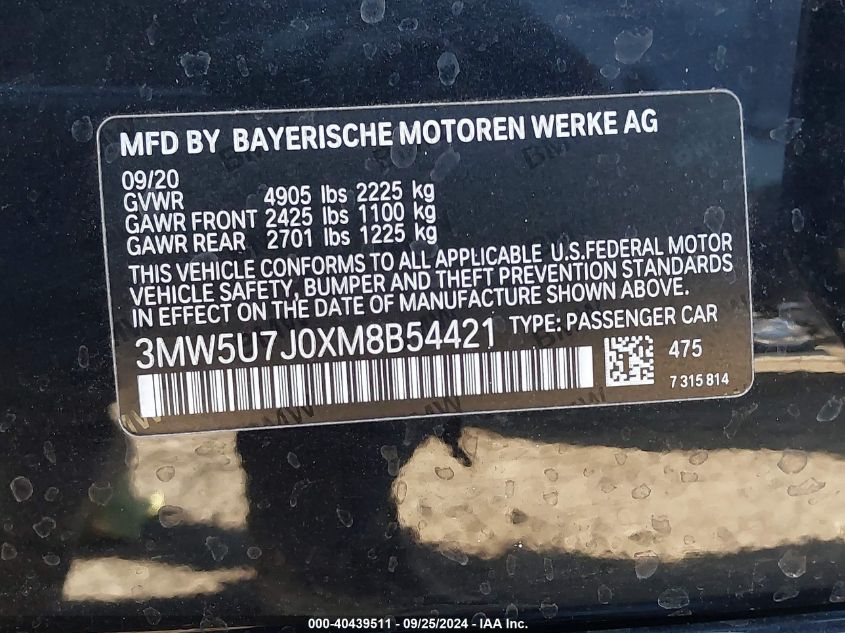 MFD BY BAYERISCHE MOTOREN WERKE AG
09/20
GVWR 4905 lbs 2225 kg
GAWR FRONT 2425 lbs 1100 kg
GAWR REAR 2701 lbs 1225 kg
THIS VEHICLE CONFORMS TO ALL APPLICABLE U.S.FEDERAL MOTOR
VEHICLE SAFETY, BUMPER AND THEFT PREVENTION STANDARDS
IN EFFECT ON THE DATE OF MANUFACTURE SHOWN ABOVE.
3MW5U7J0XM8B54421 TYPE: PASSENGER CAR
475
7 315 814
000-40439511 - 09/25/2024 - IAA Inc.